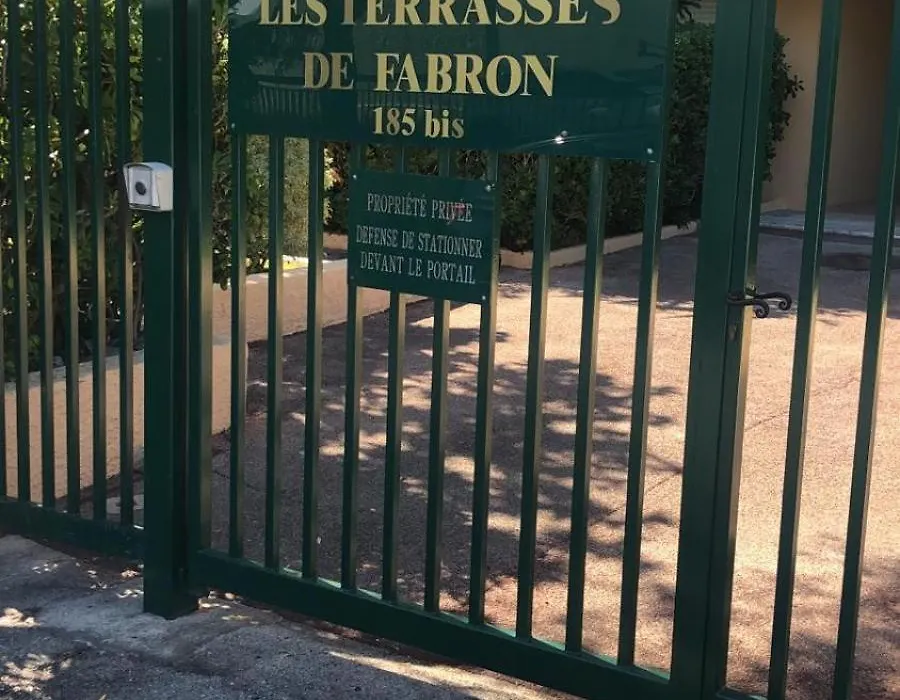 LES TERRASSES
DE FABRON
185 bis
PROPRIÉTÉ PRIVÉE
DEFENSE DE STATIONNER
DEVANT LE PORTAIL